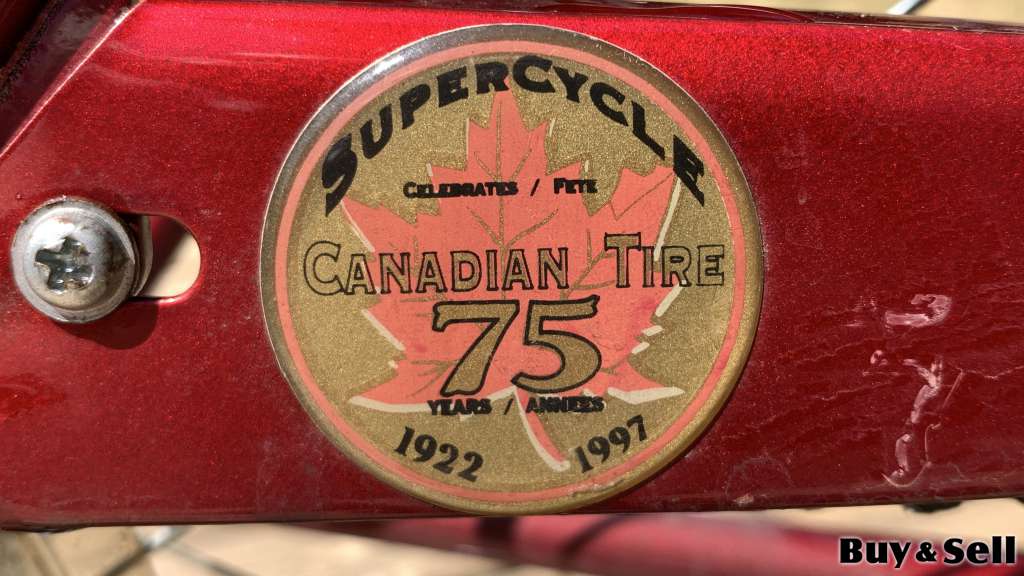 SUPERCYCLE
CELEBRATES / FETE
CANADIAN TIRE
75
YEARS / ANNEES
1922 1997
Buy & Sell